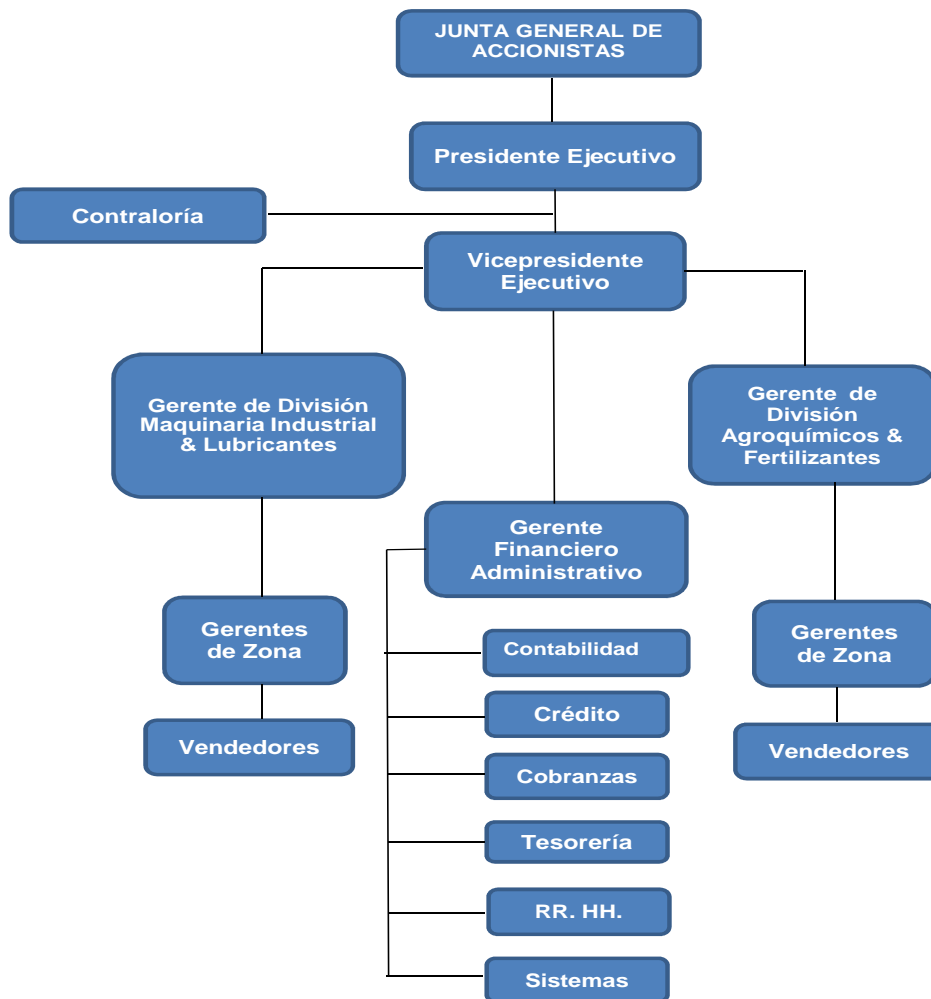 JUNTA GENERAL DE
ACCIONISTAS
Presidente Ejecutivo
Contraloría
Vicepresidente
Ejecutivo
Gerente de División
Maquinaria Industrial
& Lubricantes
Gerente de
División
Agroquímicos &
Fertilizantes
Gerente
Financiero
Administrativo
Gerentes
de Zona
Vendedores
Contabilidad
Crédito
Cobranzas
Tesorería
RR. HH.
Sistemas
Gerentes
de Zona
Vendedores